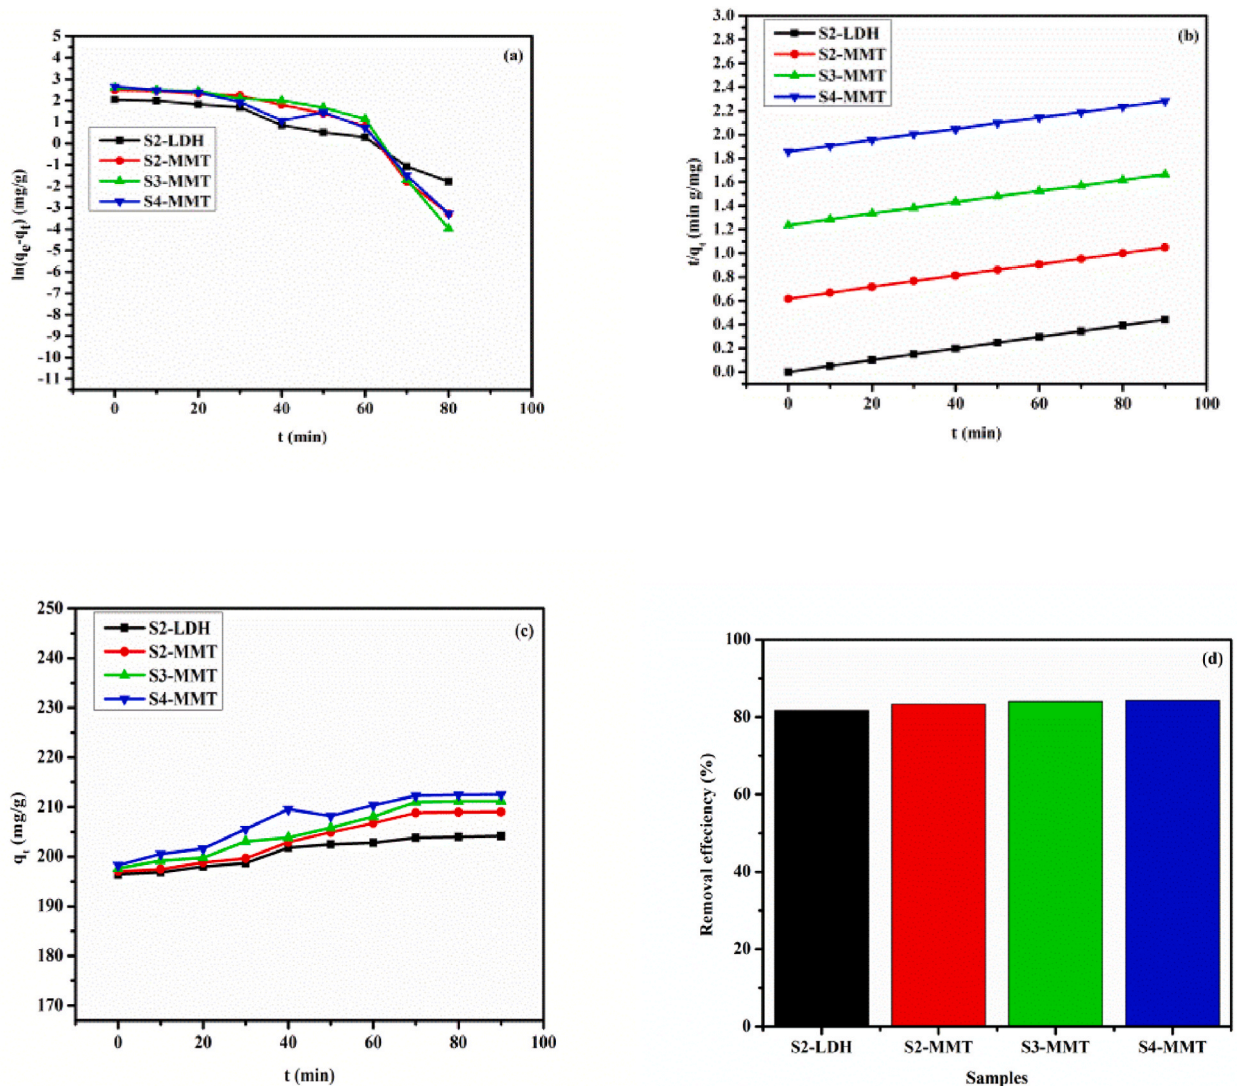 (a)
ln(qe-qt) (mg/g)
5
4
3
2
1
0
-1
-2
-3
-4
-5
-6
-7
-8
-9
-10
-11
S2-LDH
S2-MMT
S3-MMT
S4-MMT
0 20 40 60 80 100
t (min)
(b)
t/qt (min g/mg)
3.0
2.8
2.6
2.4
2.2
2.0
1.8
1.6
1.4
1.2
1.0
0.8
0.6
0.4
0.2
0.0
S2-LDH
S2-MMT
S3-MMT
S4-MMT
0 20 40 60 80 100
t (min)
(c)
qt (mg/g)
250
240
230
220
210
200
190
180
170
S2-LDH
S2-MMT
S3-MMT
S4-MMT
0 20 40 60 80 100
t (min)
(d)
Removal effeciency (%)
100
80
60
40
20
0
S2-LDH S2-MMT S3-MMT S4-MMT
Samples